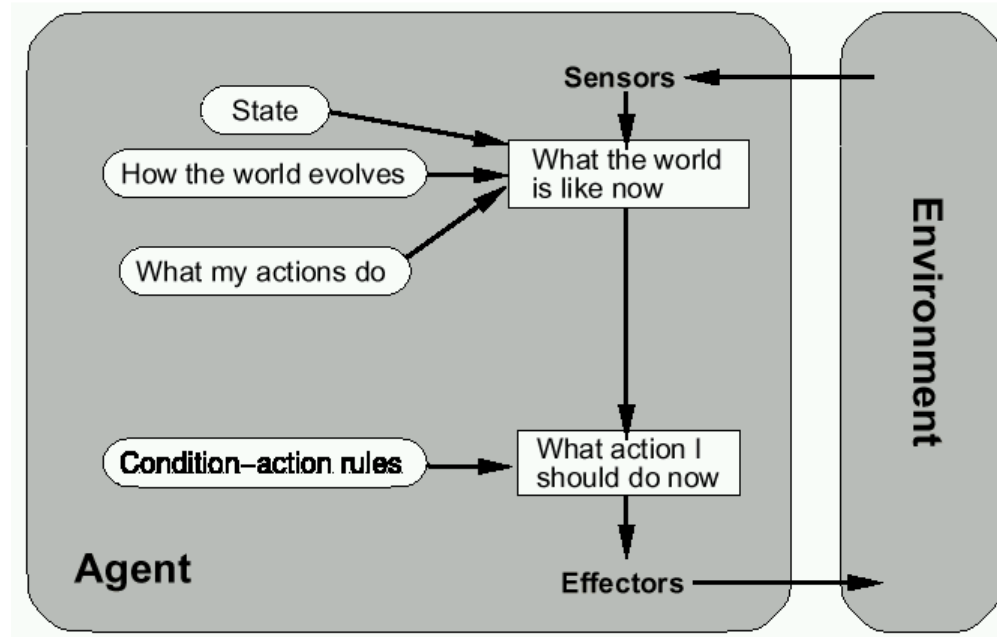 Sensors
State
What the world
is like now
How the world evolves
What my actions do
Environment
Condition–action rules
What action I
should do now
Agent
Effectors